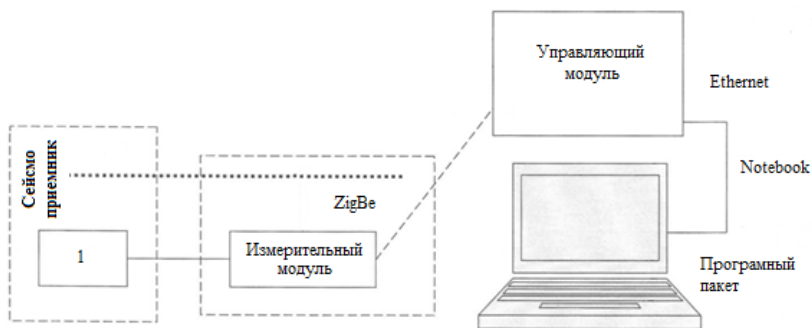 Управляющий
модуль
Ethernet
Сейсмо
приемник
Notebook
ZigBe
1
Измерительный
модуль
Програмный
пакет